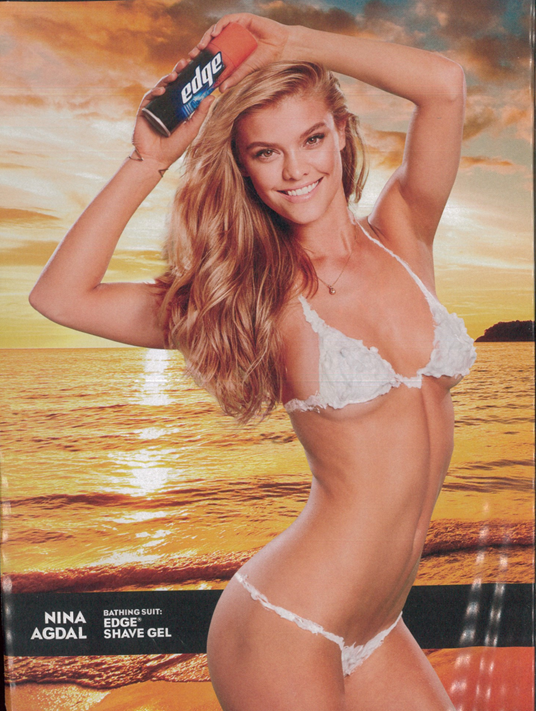 edge
NINA
AGDAL
BATHING SUIT:
EDGE®
SHAVE GEL